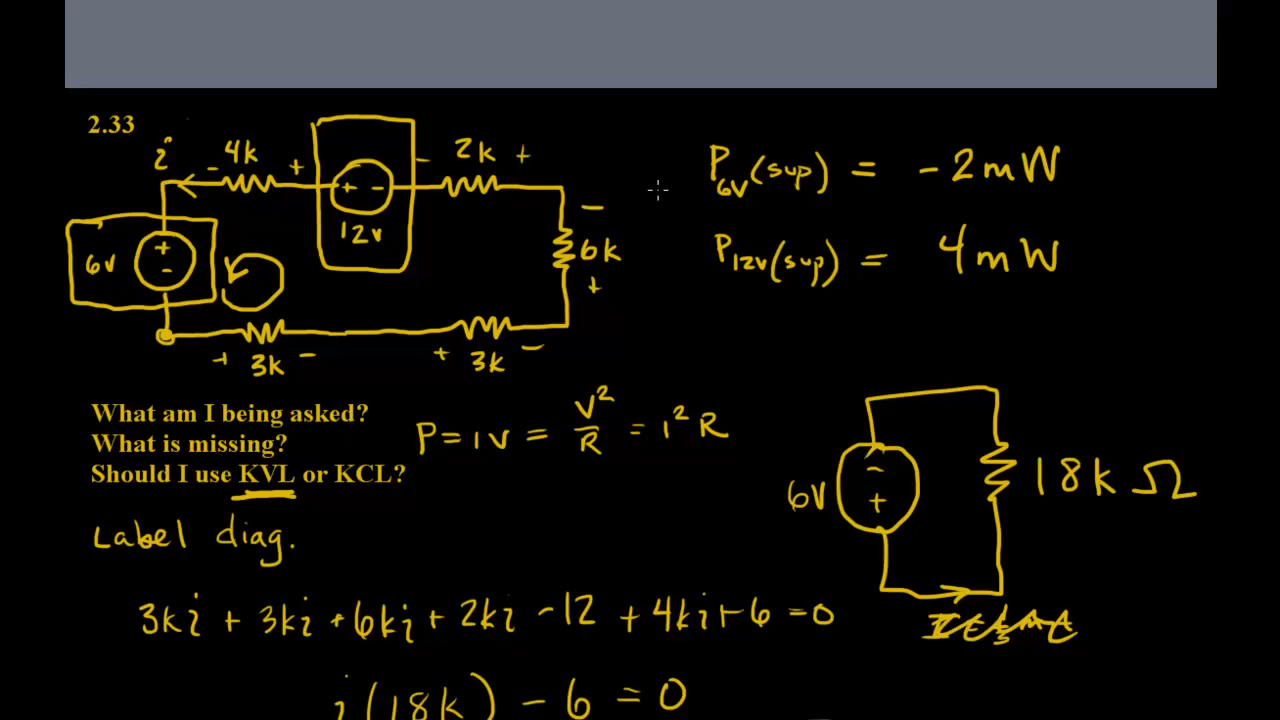 2.33
i
- 4k +
- 2k +
+ -
12v
6v
+
-
-
6k
+
+ 3k -
+ 3k -
P6V(sup) = -2mW
P12V(sup) = 4mW
What am I being asked?
What is missing?
Should I use KVL or KCL?
P = iv = V²/R = i²R
Label diag.
6V
-
+
18k Ω
3ki + 3ki + 6ki + 2ki - 12 + 4ki + 6 = 0
i(18k) - 6 = 0